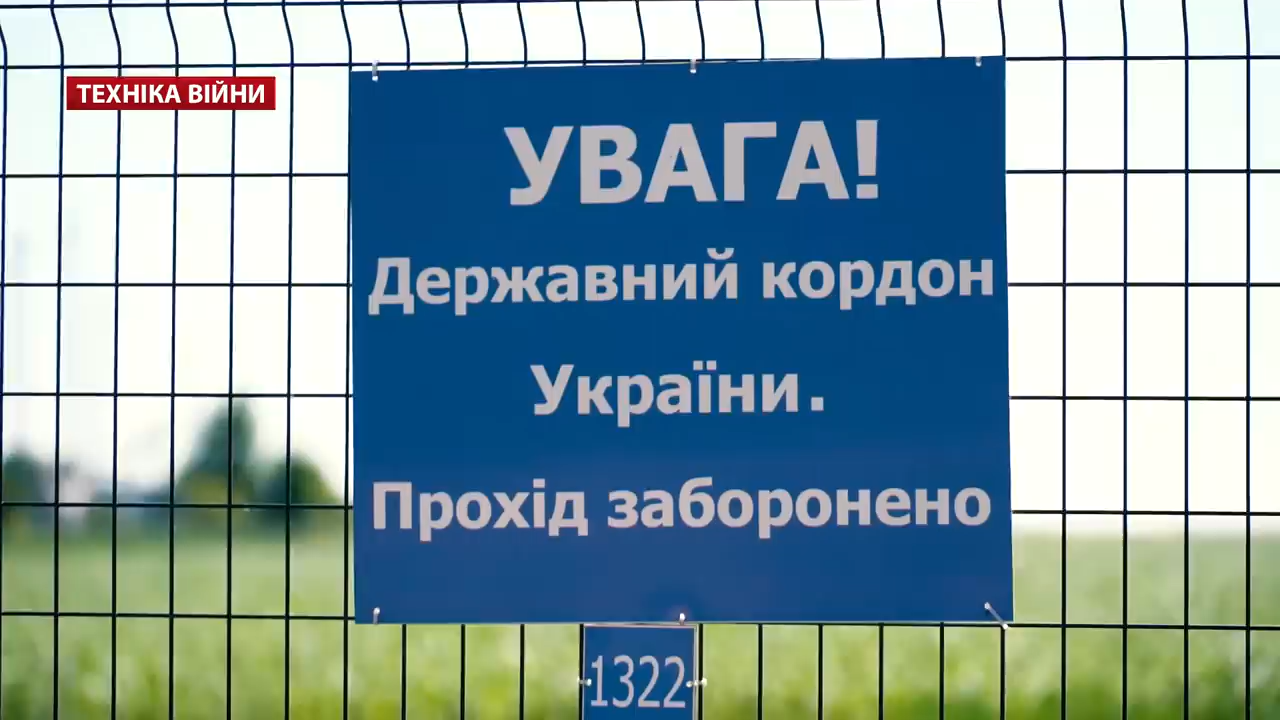 ТЕХНІКА ВІЙНИ
УВАГА!
Державний кордон
України.
Прохід заборонено
1322